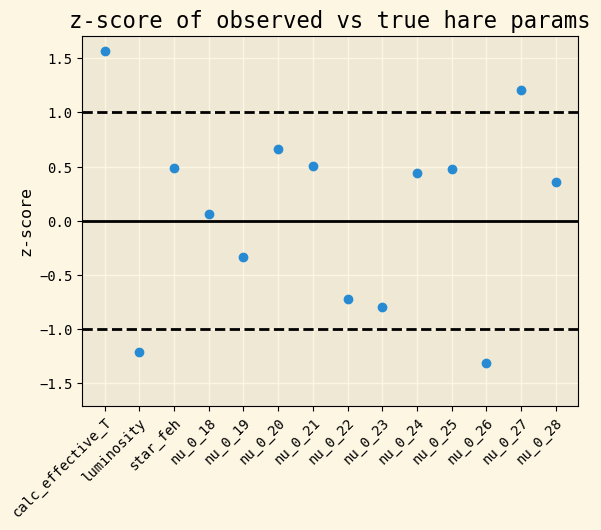 z-score of observed vs true hare params
z-score
1.5
1.0
0.5
0.0
−0.5
−1.0
−1.5
calc_effective_T
luminosity
star_feh
nu_0_18
nu_0_19
nu_0_20
nu_0_21
nu_0_22
nu_0_23
nu_0_24
nu_0_25
nu_0_26
nu_0_27
nu_0_28